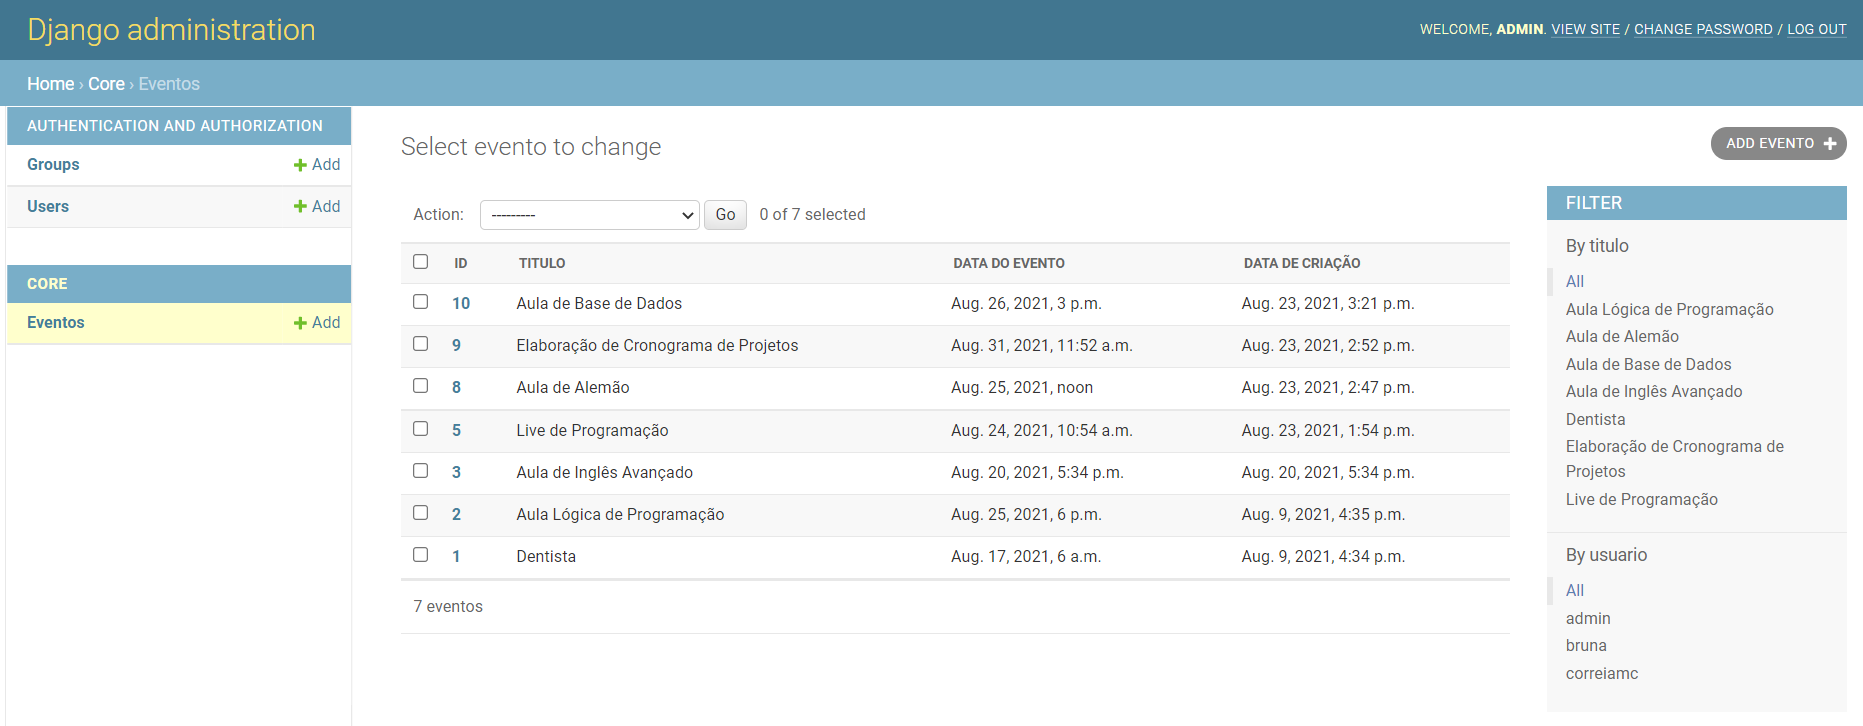 Django administration
WELCOME, ADMIN. VIEW SITE / CHANGE PASSWORD / LOG OUT
Home › Core › Eventos
AUTHENTICATION AND AUTHORIZATION
Groups Add
Users Add
CORE
Eventos Add
Select evento to change
ADD EVENTO
Action: --------- Go 0 of 7 selected
ID TITULO DATA DO EVENTO DATA DE CRIAÇÃO
10 Aula de Base de Dados Aug. 26, 2021, 3 p.m. Aug. 23, 2021, 3:21 p.m.
9 Elaboração de Cronograma de Projetos Aug. 31, 2021, 11:52 a.m. Aug. 23, 2021, 2:52 p.m.
8 Aula de Alemão Aug. 25, 2021, noon Aug. 23, 2021, 2:47 p.m.
5 Live de Programação Aug. 24, 2021, 10:54 a.m. Aug. 23, 2021, 1:54 p.m.
3 Aula de Inglês Avançado Aug. 20, 2021, 5:34 p.m. Aug. 20, 2021, 5:34 p.m.
2 Aula Lógica de Programação Aug. 25, 2021, 6 p.m. Aug. 9, 2021, 4:35 p.m.
1 Dentista Aug. 17, 2021, 6 a.m. Aug. 9, 2021, 4:34 p.m.
7 eventos
FILTER
By titulo
All
Aula Lógica de Programação
Aula de Alemão
Aula de Base de Dados
Aula de Inglês Avançado
Dentista
Elaboração de Cronograma de
Projetos
Live de Programação
By usuario
All
admin
bruna
correiamc